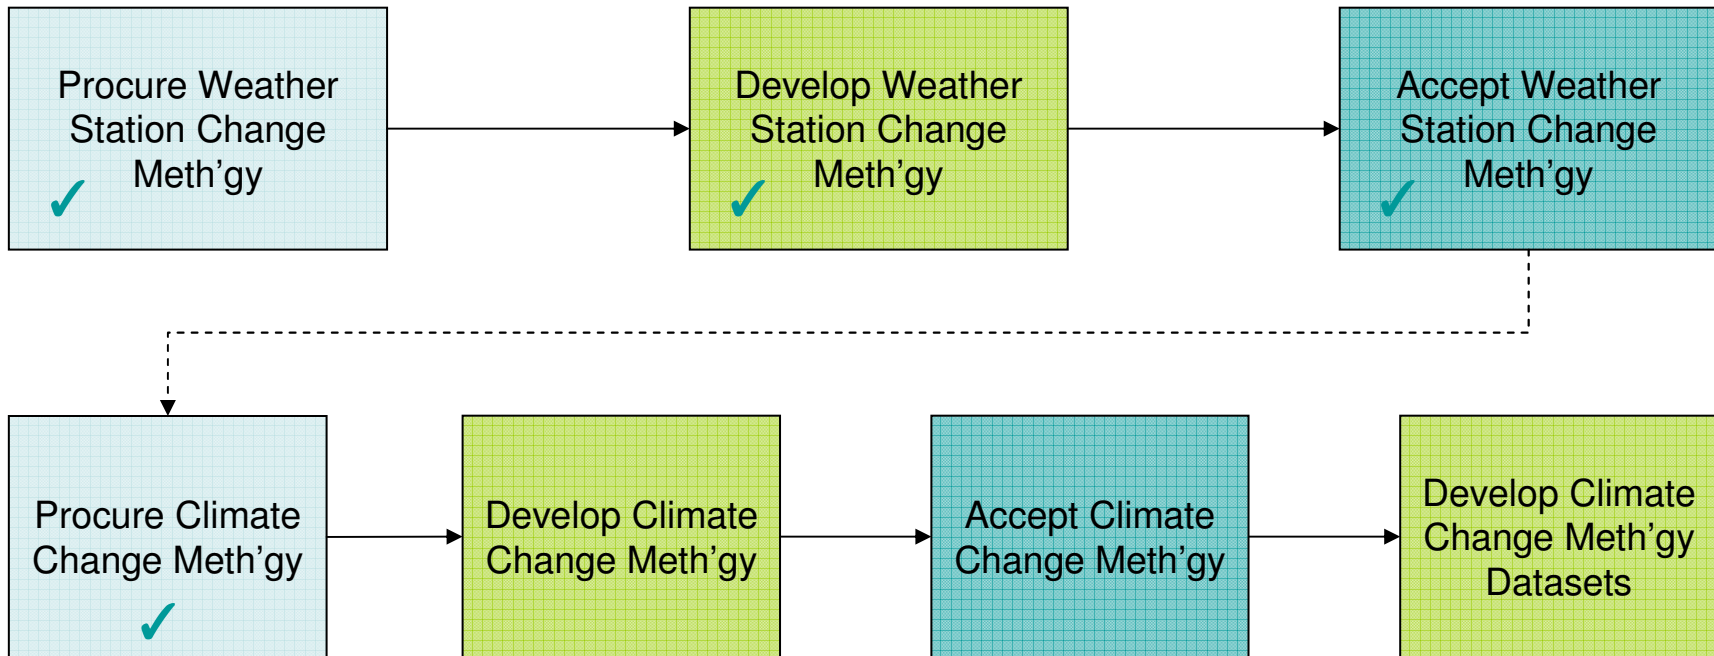 Procure Weather
Station Change
Meth’gy
Develop Weather
Station Change
Meth’gy
Accept Weather
Station Change
Meth’gy
Procure Climate
Change Meth'gy
Develop Climate
Change Meth'gy
Accept Climate
Change Meth'gy
Develop Climate
Change Meth'gy
Datasets